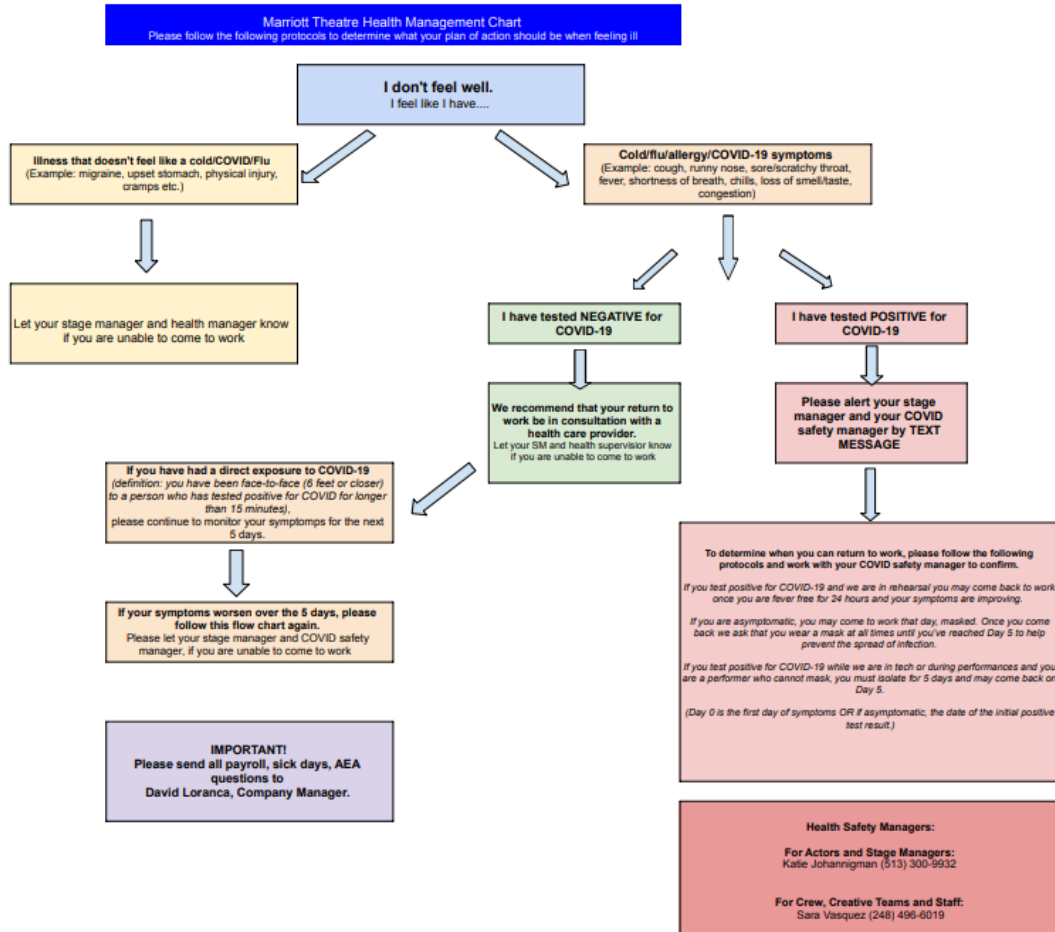 Marriott Theatre Health Management Chart
Please follow the following protocols to determine what your plan of action should be when feeling ill
I don't feel well.
I feel like I have....
Illness that doesn't feel like a cold/COVID/Flu
(Example: migraine, upset stomach, physical injury,
cramps etc.)
Cold/flu/allergy/COVID-19 symptoms
(Example: cough, runny nose, sore/scratchy throat,
fever, shortness of breath, chills, loss of smell/taste,
congestion)
Let your stage manager and health manager know
if you are unable to come to work
I have tested NEGATIVE for
COVID-19
I have tested POSITIVE for
COVID-19
We recommend that your return to
work be in consultation with a
health care provider.
Let your SM and health supervisior know
if you are unable to come to work
Please alert your stage
manager and your COVID
safety manager by TEXT
MESSAGE
If you have had a direct exposure to COVID-19
(definition: you have been face-to-face (6 feet or closer)
to a person who has tested positive for COVID for longer
than 15 minutes),
please continue to monitor your symptomps for the next
5 days.
If your symptoms worsen over the 5 days, please
follow this flow chart again.
Please let your stage manager and COVID safety
manager, if you are unable to come to work
To determine when you can return to work, please follow the following
protocols and work with your COVID safety manager to confirm.
If you test positive for COVID-19 and we are in rehearsal you may come back to work
once you are fever free for 24 hours and your symptoms are improving.
If you are asymptomatic, you may come to work that day, masked. Once you come
back we ask that you wear a mask at all times until you've reached Day 5 to help
prevent the spread of infection.
If you test positive for COVID-19 while we are in tech or during performances and you
are a performer who cannot mask, you must isolate for 5 days and may come back on
Day 5.
(Day 0 is the first day of symptoms OR if asymptomatic, the date of the initial positive
test result.)
IMPORTANT!
Please send all payroll, sick days, AEA
questions to
David Loranca, Company Manager.
Health Safety Managers:
For Actors and Stage Managers:
Katie Johannigman (513) 300-9932
For Crew, Creative Teams and Staff:
Sara Vasquez (248) 496-6019